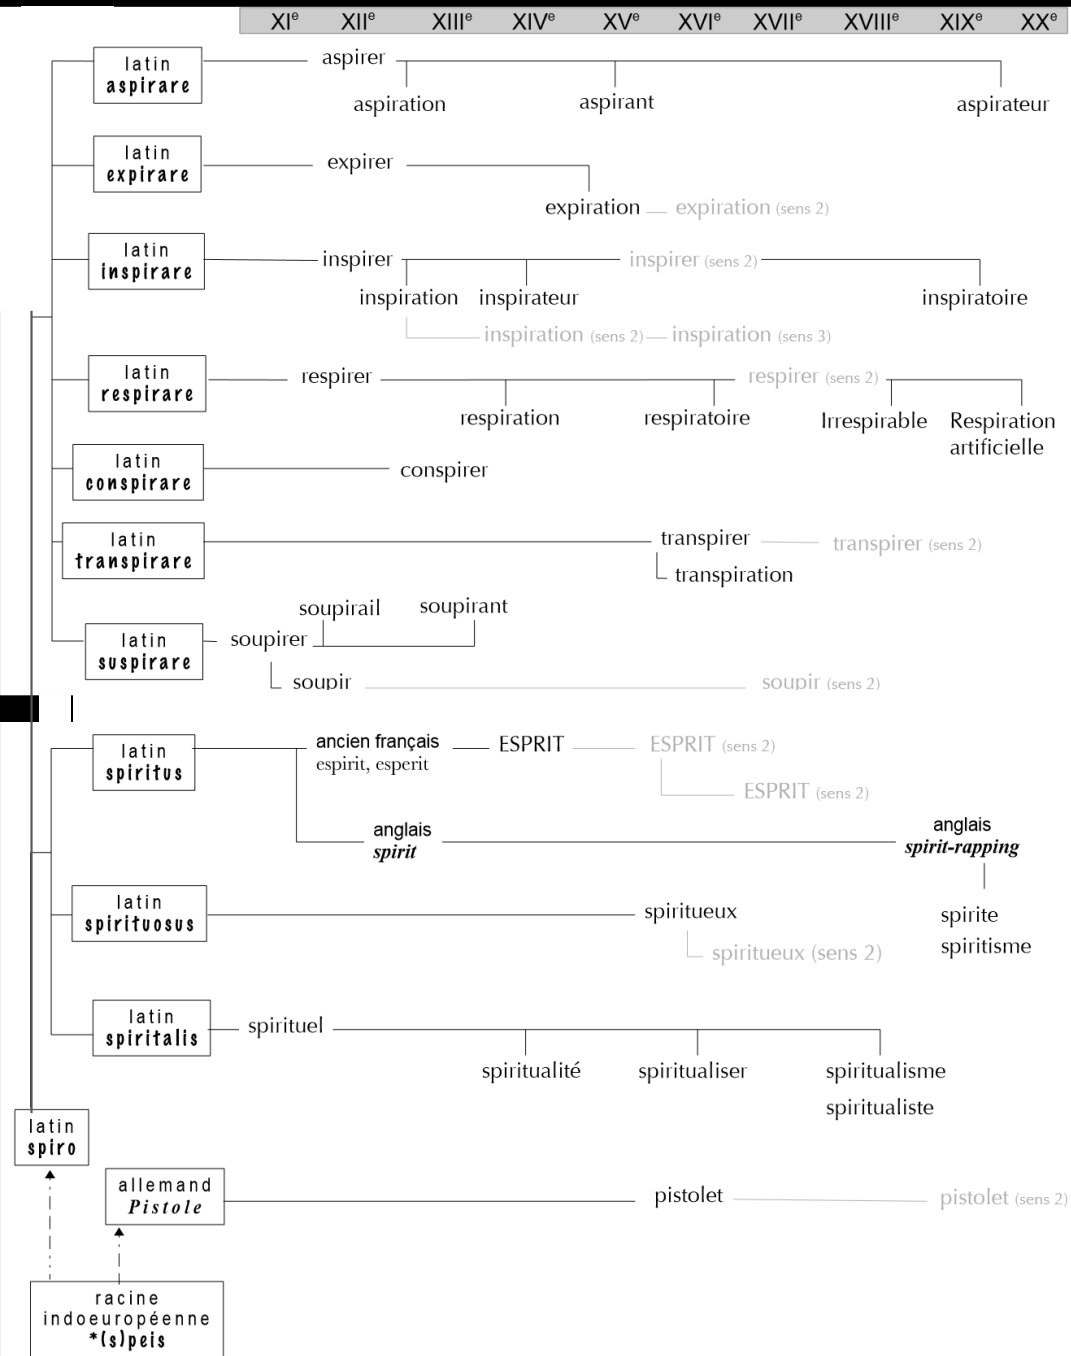 XIe XIIe XIIIe XIVe XVe XVIe XVIIe XVIIIe XIXe XXe
latin
aspirare
aspirer
aspiration aspirant aspirateur
latin
expirare
expirer
expiration expiration (sens 2)
latin
inspirare
inspirer inspirer (sens 2)
inspiration inspirateur inspiratoire
inspiration (sens 2) inspiration (sens 3)
latin
respirare
respirer respirer (sens 2)
respiration respiratoire Irrespirable Respiration
artificielle
latin
conspirare
conspirer
latin
transpirare
transpirer transpirer (sens 2)
transpiration
soupirail soupirant
latin
suspirare
soupirer
soupir soupir (sens 2)
latin
spiritus
ancien français ESPRIT ESPRIT (sens 2)
espirit, esperit
ESPRIT (sens 2)
anglais
spirit
anglais
spirit-rapping
latin
spirituosus
spiritueux
spiritueux (sens 2)
spirite
spiritisme
latin
spiritalis
spirituel
spiritualité spiritualiser spiritualisme
spiritualiste
latin
spiro
allemand
Pistole
pistolet pistolet (sens 2)
racine
indoeuropéenne
*(s)peis